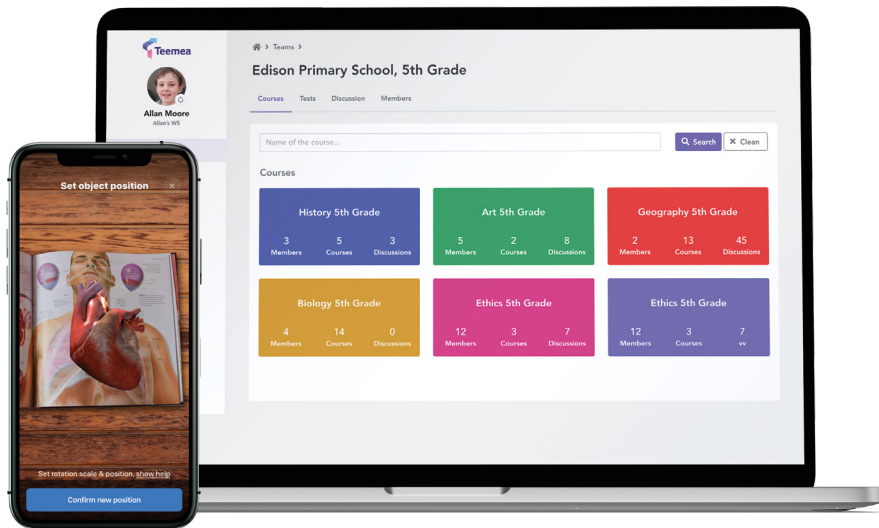 Teemea
Allan Moore
Allan's WS
Teams
Edison Primary School, 5th Grade
Courses Tests Discussion Members
Name of the course...
Search
Clean
Courses
History 5th Grade
3 5 3
Members Courses Discussions
Art 5th Grade
5 2 8
Members Courses Discussions
Geography 5th Grade
2 13 45
Members Courses Discussions
Biology 5th Grade
4 14 0
Members Courses Discussions
Ethics 5th Grade
12 3 7
Members Courses Discussions
Ethics 5th Grade
12 3 7
Members Courses vv
Set object position
Set rotation scale & position, show help
Confirm new position